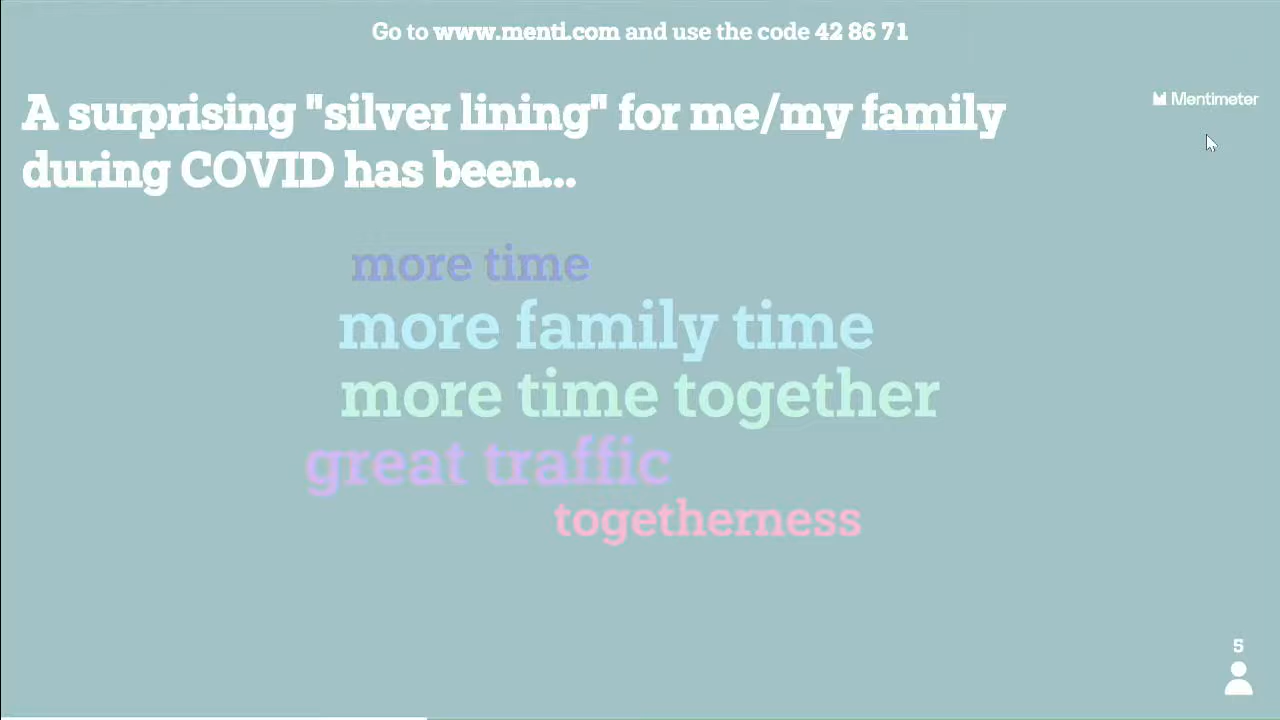 Go to www.menti.com and use the code 42 86 71
Mentimeter
A surprising "silver lining" for me/my family
during COVID has been...
more time
more family time
more time together
great traffic
togetherness
5